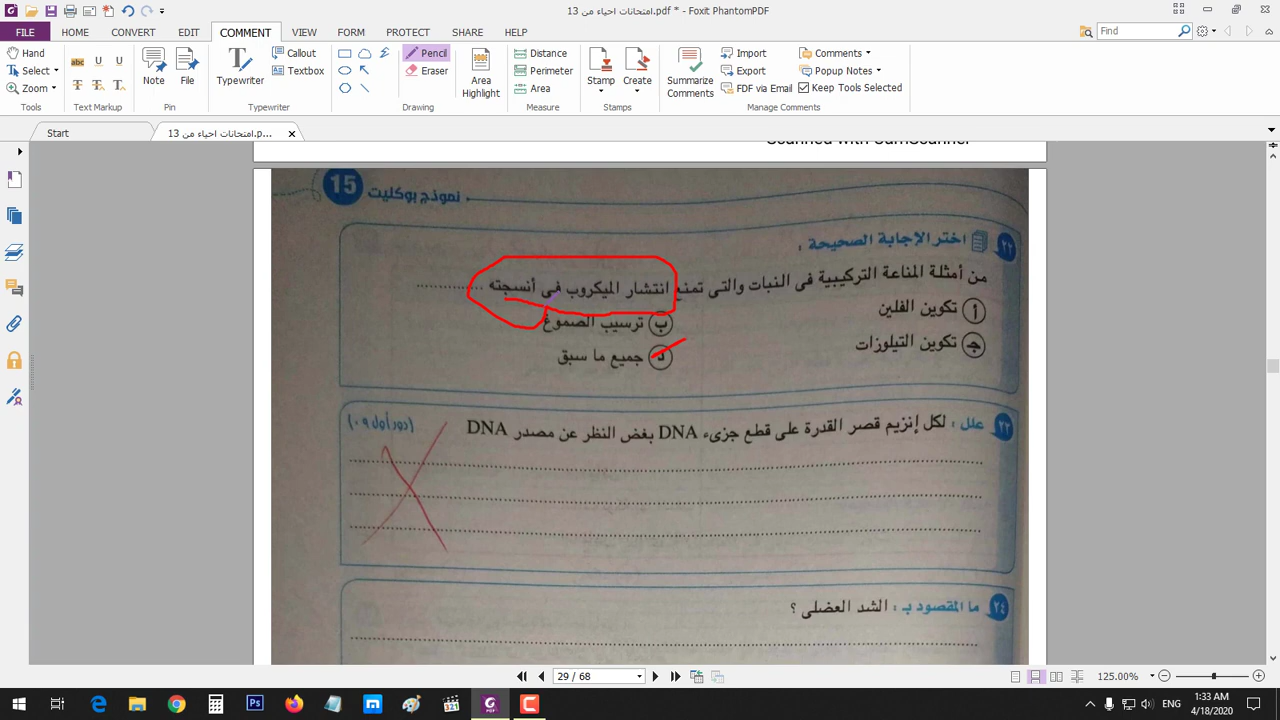 امتحانات احياء من 13.pdf * - Foxit PhantomPDF
FILE HOME CONVERT EDIT COMMENT VIEW FORM PROTECT SHARE HELP
Find
Hand
Select
Zoom
Tools
Text Markup
Note
File
Pin
Typewriter
Callout
Textbox
Typewriter
Pencil
Eraser
Area Highlight
Drawing
Distance
Perimeter
Area
Measure
Stamp
Create
Stamps
Summarize Comments
Import
Export
FDF via Email
Comments
Popup Notes
Keep Tools Selected
Manage Comments
Start
امتحانات احياء من 13.p...
Scanned with CamScanner
نموذج بوكليت 15
٢٢ اختر الإجابة الصحيحة :
من أمثلة المناعة التركيبية فى النبات والتى تمنع انتشار الميكروب فى أنسجته ................
أ تكوين الفلين
ب ترسيب الصموغ
ج تكوين التيلوزات
د جميع ما سبق
٢٣ علل : لكل إنزيم قصر القدرة على قطع جزىء DNA بغض النظر عن مصدر DNA
(دور أول ٠٩)
٢٤ ما المقصود بـ : الشد العضلى ؟
29 / 68
125.00%
ENG
1:33 AM
4/18/2020